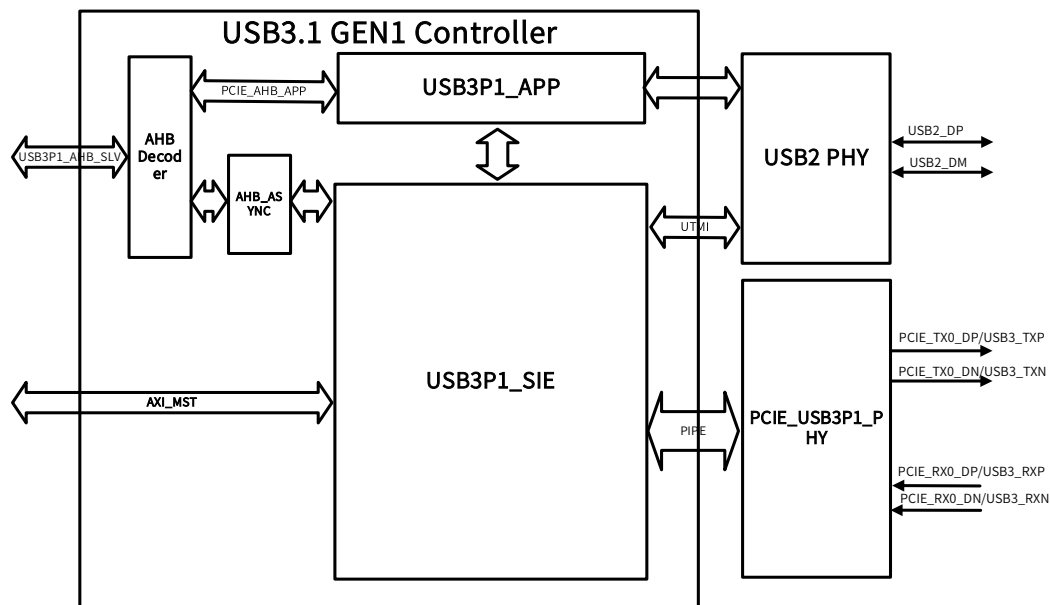 USB3.1 GEN1 Controller
USB3P1_APP
PCIE_AHB_APP
AHB
Decod
er
USB3P1_AHB_SLV
AHB_AS
YNC
USB2 PHY
USB2_DP
USB2_DM
UTMI
USB3P1_SIE
AXI_MST
PIPE
PCIE_USB3P1_P
HY
PCIE_TX0_DP/USB3_TXP
PCIE_TX0_DN/USB3_TXN
PCIE_RX0_DP/USB3_RXP
PCIE_RX0_DN/USB3_RXN